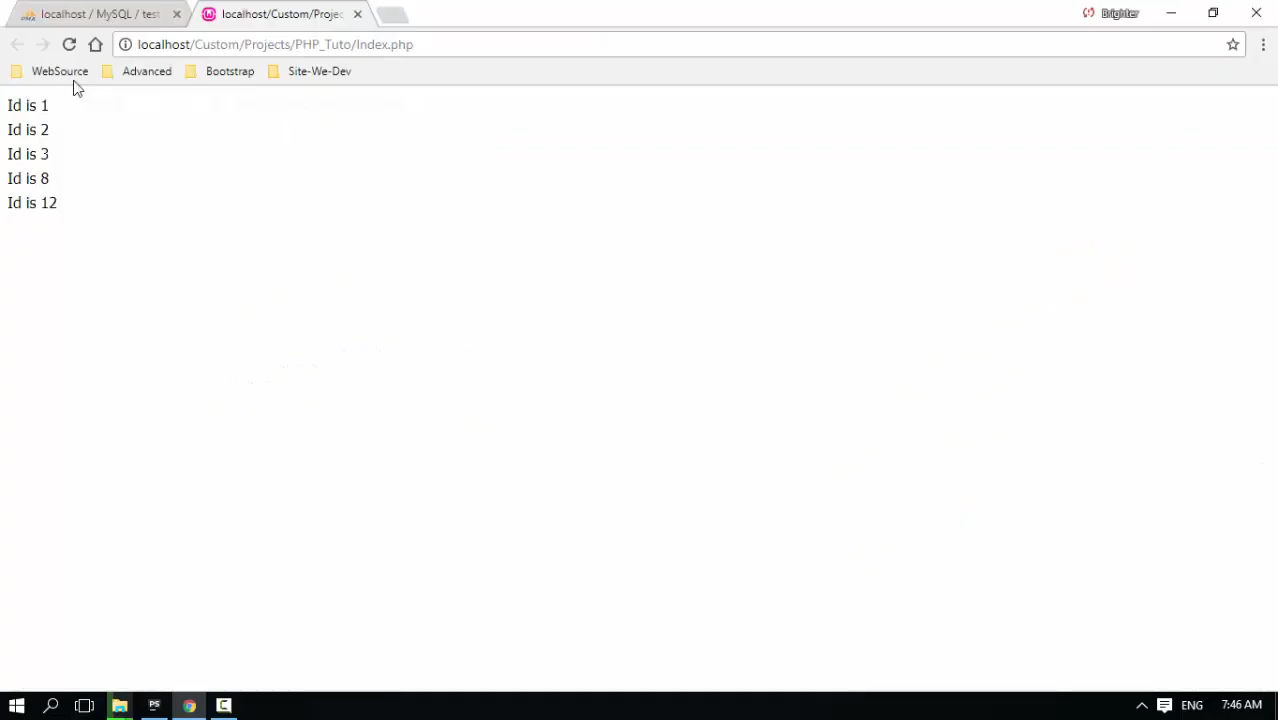 localhost / MySQL / test
localhost/Custom/Projec
Brighter
localhost/Custom/Projects/PHP_Tuto/Index.php
WebSource
Advanced
Bootstrap
Site-We-Dev
Id is 1
Id is 2
Id is 3
Id is 8
Id is 12
PS
ENG
7:46 AM